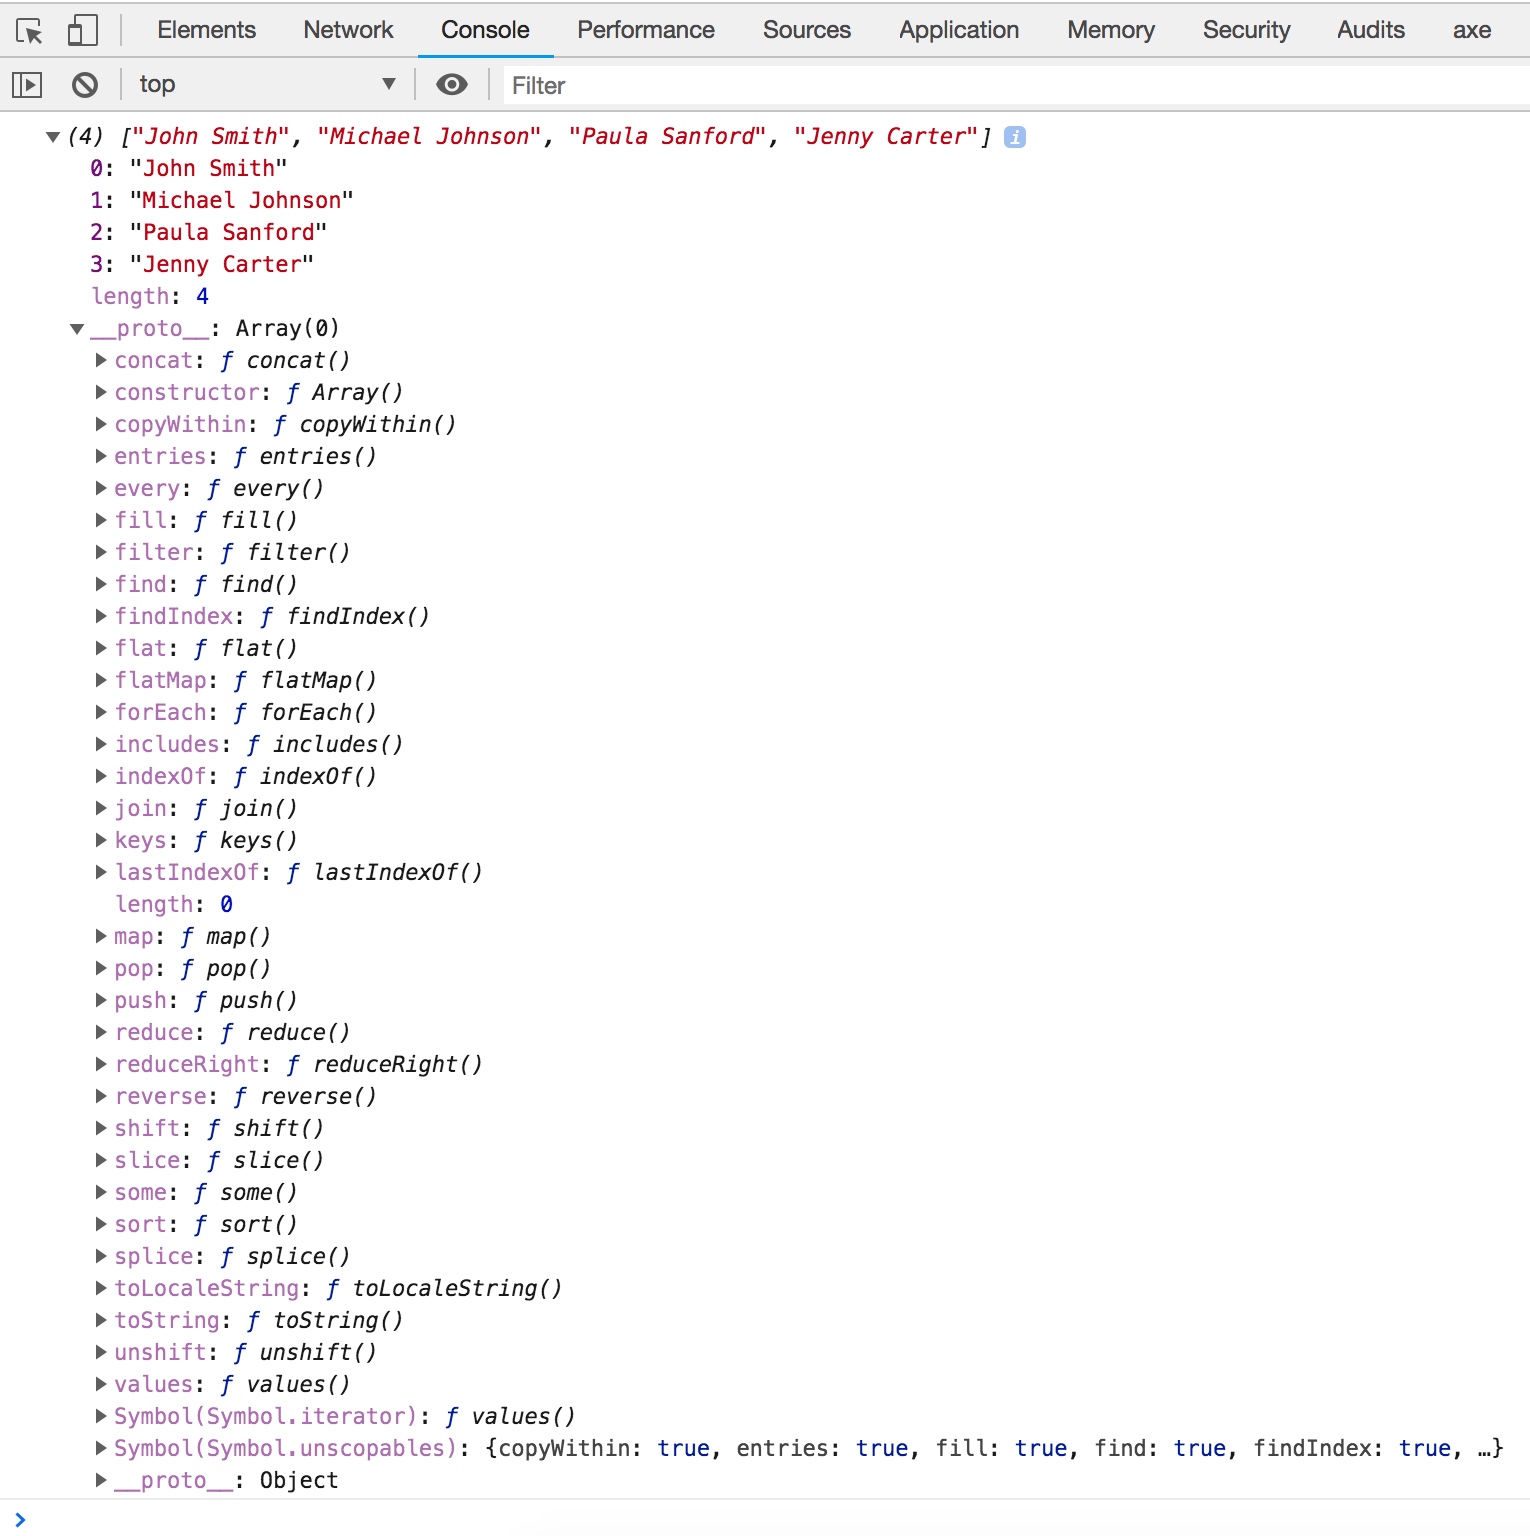 Elements Network Console Performance Sources Application Memory Security Audits axe
top Filter
(4) ["John Smith", "Michael Johnson", "Paula Sanford", "Jenny Carter"] i
0: "John Smith"
1: "Michael Johnson"
2: "Paula Sanford"
3: "Jenny Carter"
length: 4
__proto__: Array(0)
concat: ƒ concat()
constructor: ƒ Array()
copyWithin: ƒ copyWithin()
entries: ƒ entries()
every: ƒ every()
fill: ƒ fill()
filter: ƒ filter()
find: ƒ find()
findIndex: ƒ findIndex()
flat: ƒ flat()
flatMap: ƒ flatMap()
forEach: ƒ forEach()
includes: ƒ includes()
indexOf: ƒ indexOf()
join: ƒ join()
keys: ƒ keys()
lastIndexOf: ƒ lastIndexOf()
length: 0
map: ƒ map()
pop: ƒ pop()
push: ƒ push()
reduce: ƒ reduce()
reduceRight: ƒ reduceRight()
reverse: ƒ reverse()
shift: ƒ shift()
slice: ƒ slice()
some: ƒ some()
sort: ƒ sort()
splice: ƒ splice()
toLocaleString: ƒ toLocaleString()
toString: ƒ toString()
unshift: ƒ unshift()
values: ƒ values()
Symbol(Symbol.iterator): ƒ values()
Symbol(Symbol.unscopables): {copyWithin: true, entries: true, fill: true, find: true, findIndex: true, …}
__proto__: Object